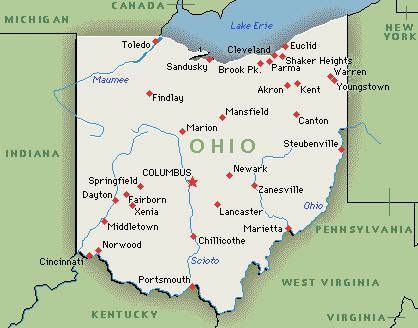 CANADA
MICHIGAN
Lake Erie
NEW
YORK
Toledo
Cleveland
Euclid
Sandusky
Shaker Heights
Brook Pk.
Parma
Maumee
Warren
Akron
Kent
Youngstown
Findlay
Mansfield
Canton
Marion
OHIO
Steubenville
INDIANA
COLUMBUS
Newark
Springfield
Zanesville
Dayton
Fairborn
Xenia
Lancaster
Ohio
Middletown
Marietta
PENNSYLVANIA
Chillicothe
Norwood
Cincinnati
Scioto
Portsmouth
WEST VIRGINIA
KENTUCKY
VIRGINIA